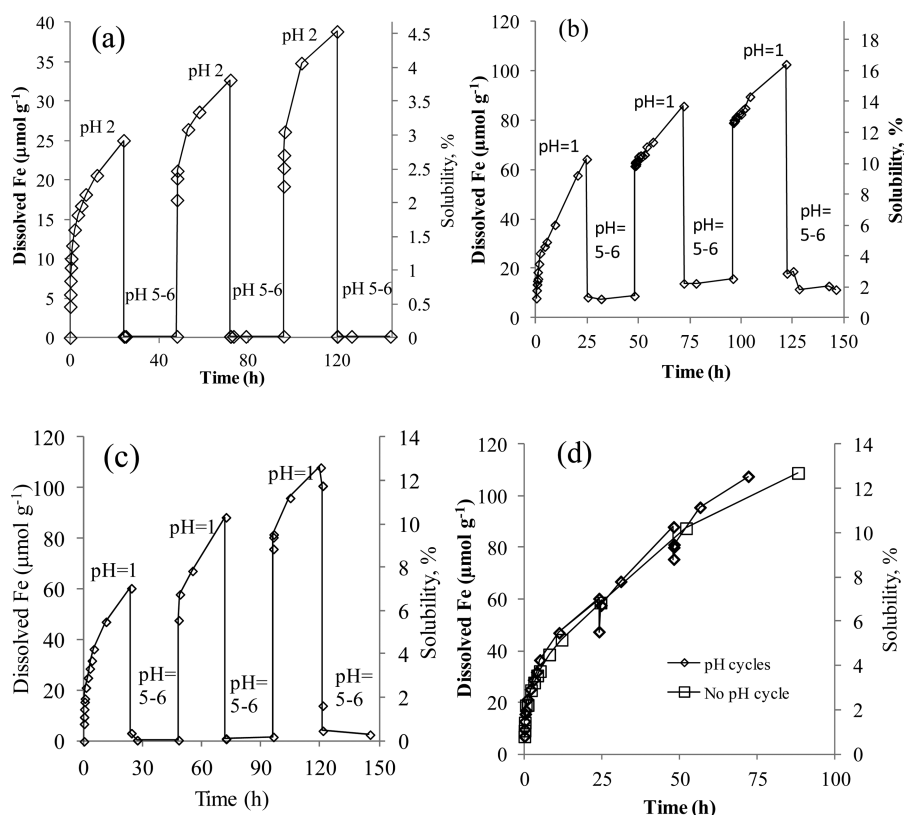 (a)
pH 2
pH 2
pH 2
pH 5-6
pH 5-6
pH 5-6
40
35
30
25
20
15
10
5
0
4.5
4
3.5
3
2.5
2
1.5
1
0.5
0
0
40
80
120
Dissolved Fe (µmol g⁻¹)
Solubility, %
Time (h)
(b)
pH=1
pH=1
pH=1
pH=
5-6
pH=
5-6
pH=
5-6
120
100
80
60
40
20
0
18
16
14
12
10
8
6
4
2
0
0
25
50
75
100
125
150
Dissolved Fe (µmol g⁻¹)
Solubility, %
Time (h)
(c)
pH=1
pH=1
pH=1
pH=
5-6
pH=
5-6
pH=
5-6
120
100
80
60
40
20
0
14
12
10
8
6
4
2
0
0
30
60
90
120
150
Dissolved Fe (µmol g⁻¹)
Solubility, %
Time (h)
(d)
pH cycles
No pH cycle
120
100
80
60
40
20
0
14
12
10
8
6
4
2
0
0
25
50
75
100
Dissolved Fe (µmol g⁻¹)
Solubility, %
Time (h)